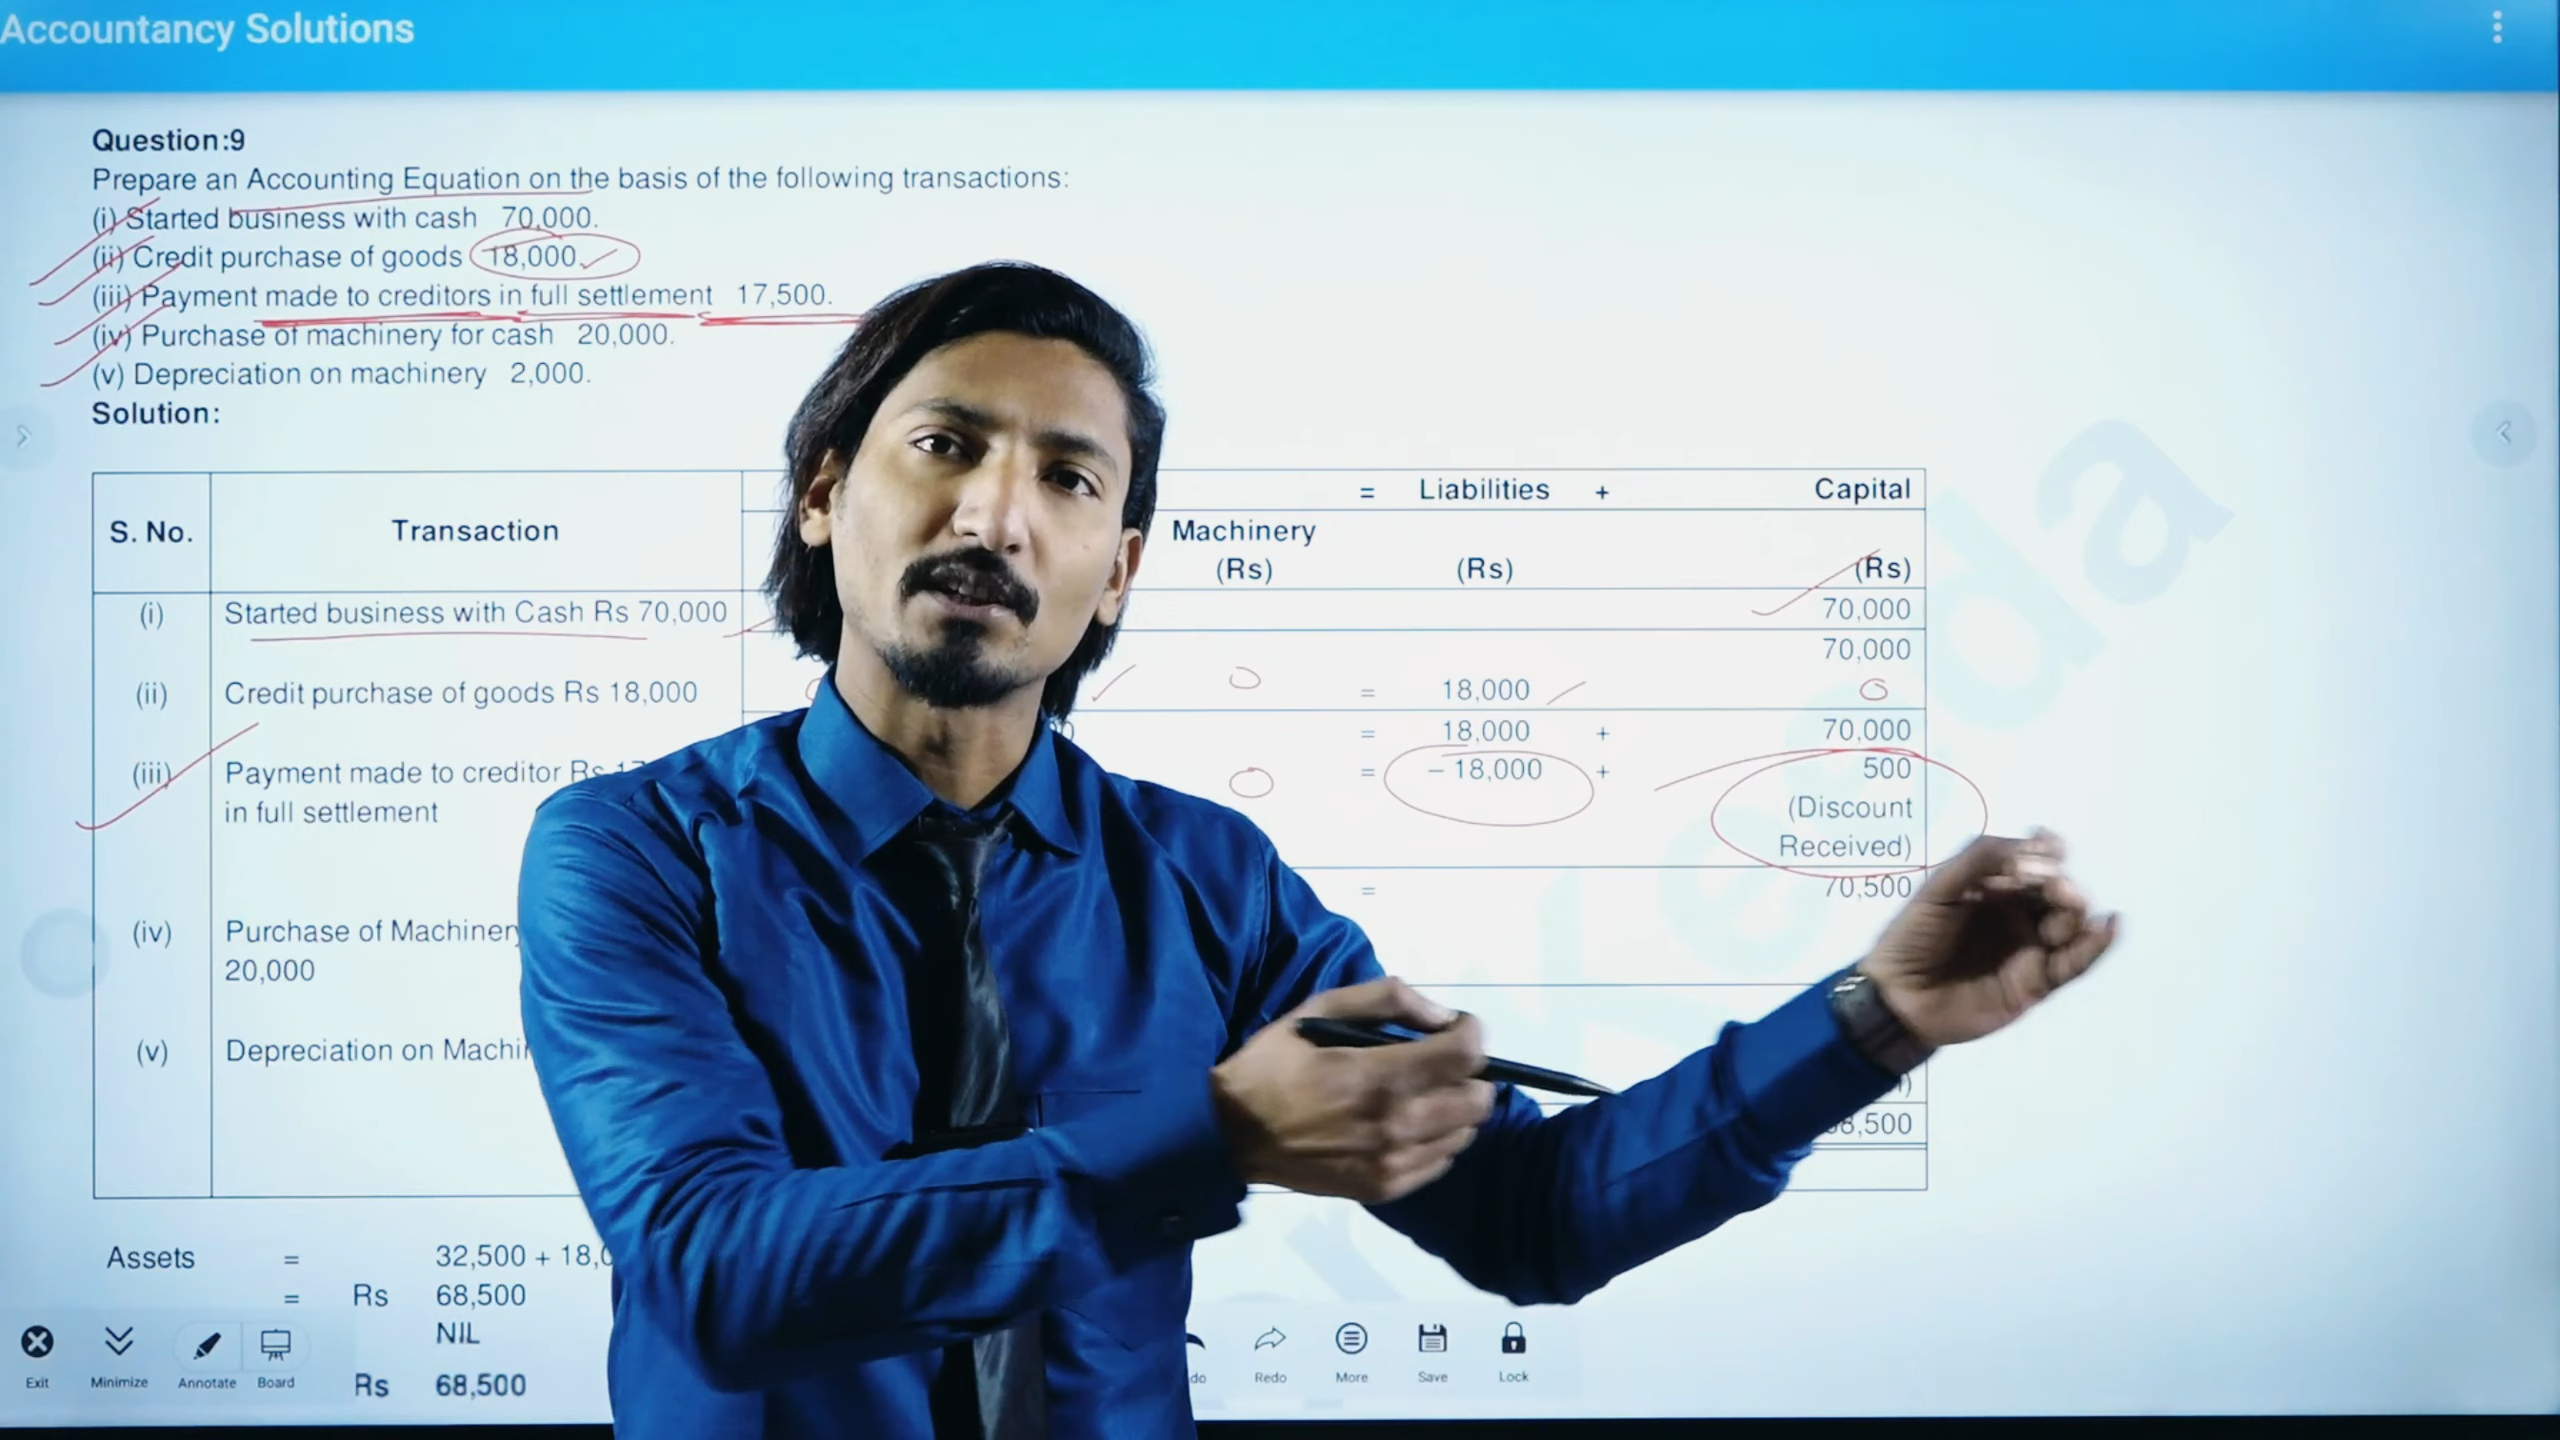 Accountancy Solutions
Question:9
Prepare an Accounting Equation on the basis of the following transactions:
(i) Started business with cash 70,000.
(ii) Credit purchase of goods 18,000
(iii) Payment made to creditors in full settlement 17,500.
(iv) Purchase of machinery for cash 20,000.
(v) Depreciation on machinery 2,000.
Solution:
= Liabilities + Capital
S. No. Transaction Machinery
(Rs) (Rs) (Rs)
(i) Started business with Cash Rs 70,000 70,000
70,000
(ii) Credit purchase of goods Rs 18,000 0 = 18,000 0
= 18,000 + 70,000
(iii) Payment made to creditor Rs 0 = – 18,000 + 500
in full settlement (Discount
Received)
= 70,500
(iv) Purchase of
20,000
(v) Depreciation on
Assets = 32,500 +
= Rs 68,500
NIL
Rs 68,500
Exit Minimize Annotate Board Redo More Save Lock